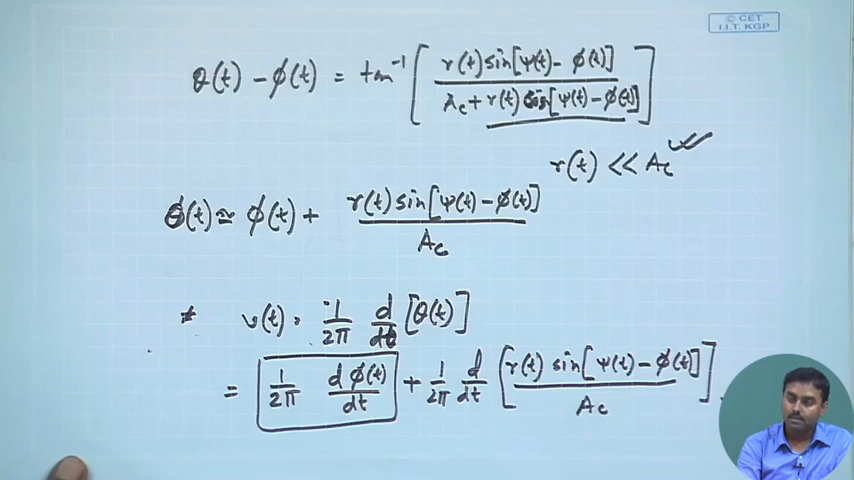 © CET
I.I.T. KGP
θ(t) - φ(t) = tan⁻¹ [ r(t) sin[ψ(t) - φ(t)] / A_c + r(t) cos[ψ(t) - φ(t)] ]
r(t) << A_c
θ(t) ≃ φ(t) + r(t) sin[ψ(t) - φ(t)] / A_c
v(t) = 1/2π d/dt [θ(t)]
= 1/2π dφ(t)/dt + 1/2π d/dt [ r(t) sin[ψ(t) - φ(t)] / A_c ]